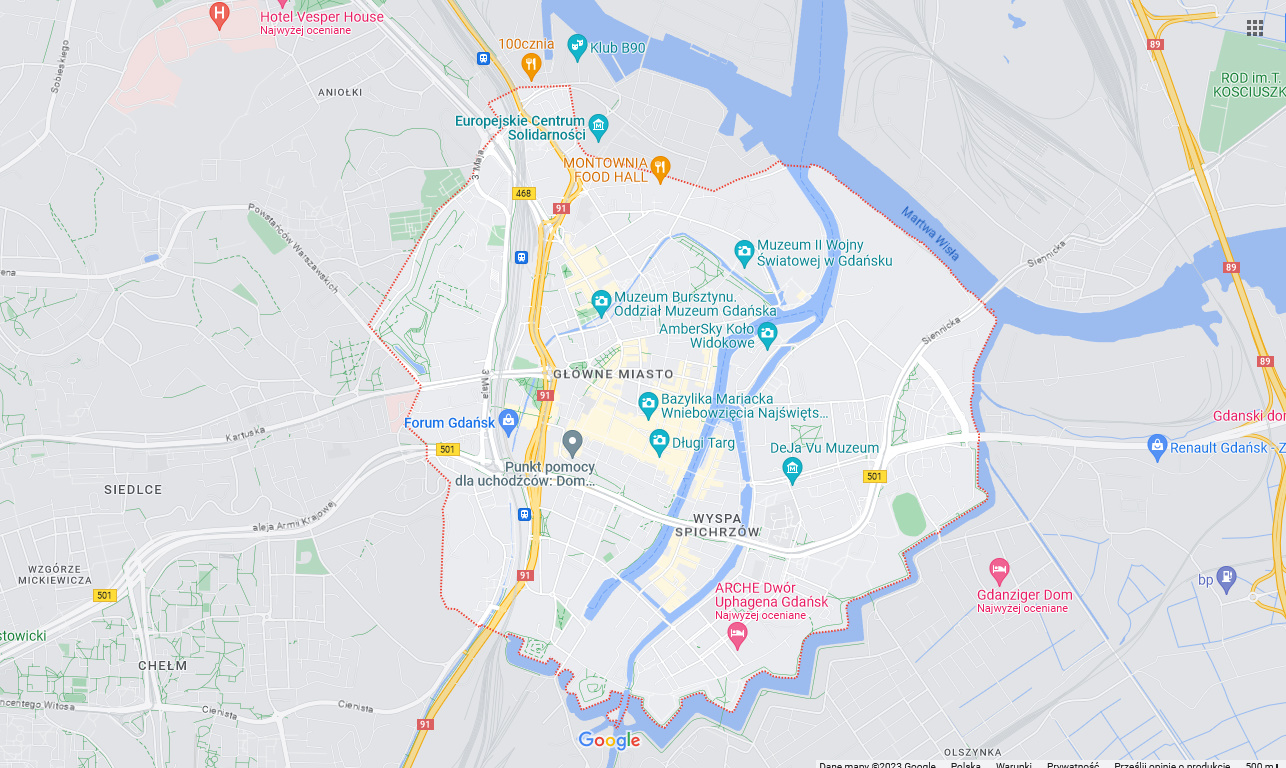 Hotel Vesper House
Najwyżej oceniane
H
100cznia
Klub B90
89
ROD im.T.
KOSCIUSZK
Sobieskiego
ANIOŁKI
Europejskie Centrum
Solidarności
MONTOWNIA
FOOD HALL
3 Maja
468
91
Powstańców Warszawskich
Martwa Wisła
Siennicka
Muzeum II Wojny
Światowej w Gdańsku
89
ena
Muzeum Bursztynu.
Oddział Muzeum Gdańska
AmberSky Koło
Widokowe
Siennicka
89
GŁÓWNE MIASTO
3 Maja
91
Bazylika Mariacka
Wniebowzięcia Najświęts...
Gdanski dom
Forum Gdańsk
Kartuska
501
Długi Targ
DeJa Vu Muzeum
Renault Gdańsk - Z
Punkt pomocy
dla uchodźców: Dom...
501
SIEDLCE
aleja Armii Krajowej
WYSPA
SPICHRZÓW
WZGÓRZE
MICKIEWICZA
501
91
ARCHE Dwór
Uphagena Gdańsk
Najwyżej oceniane
Gdanziger Dom
Najwyżej oceniane
bp
stowicki
CHEŁM
ncentego Witosa
Cienista
Cienista
91
Google
OLSZYNKA
Dane mapy ©2023 Google Polska Warunki Prywatność Prześlij opinię o produkcie 500 m